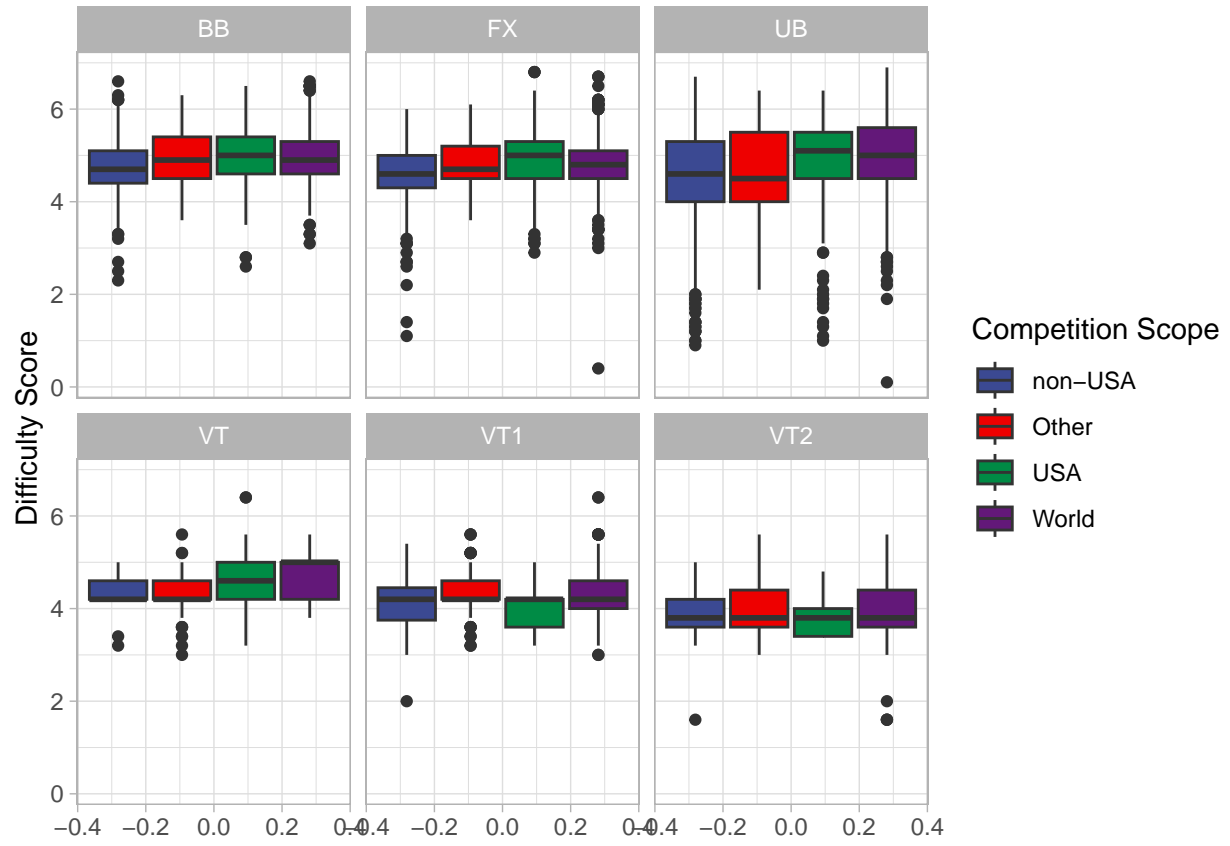 BB FX UB
6
4
2
0
VT VT1 VT2
6
4
2
0
−0.4 −0.2 0.0 0.2 0.4 −0.4 −0.2 0.0 0.2 0.4 −0.4 −0.2 0.0 0.2 0.4
Difficulty Score
Competition Scope
non−USA
Other
USA
World